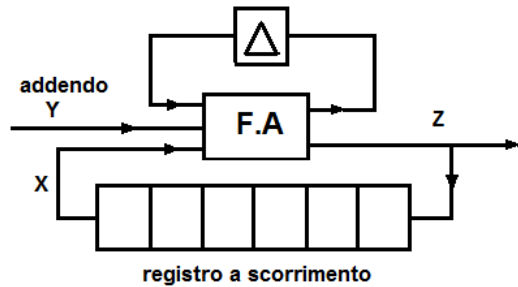 Δ
addendo
Y
F.A
Z
X
registro a scorrimento